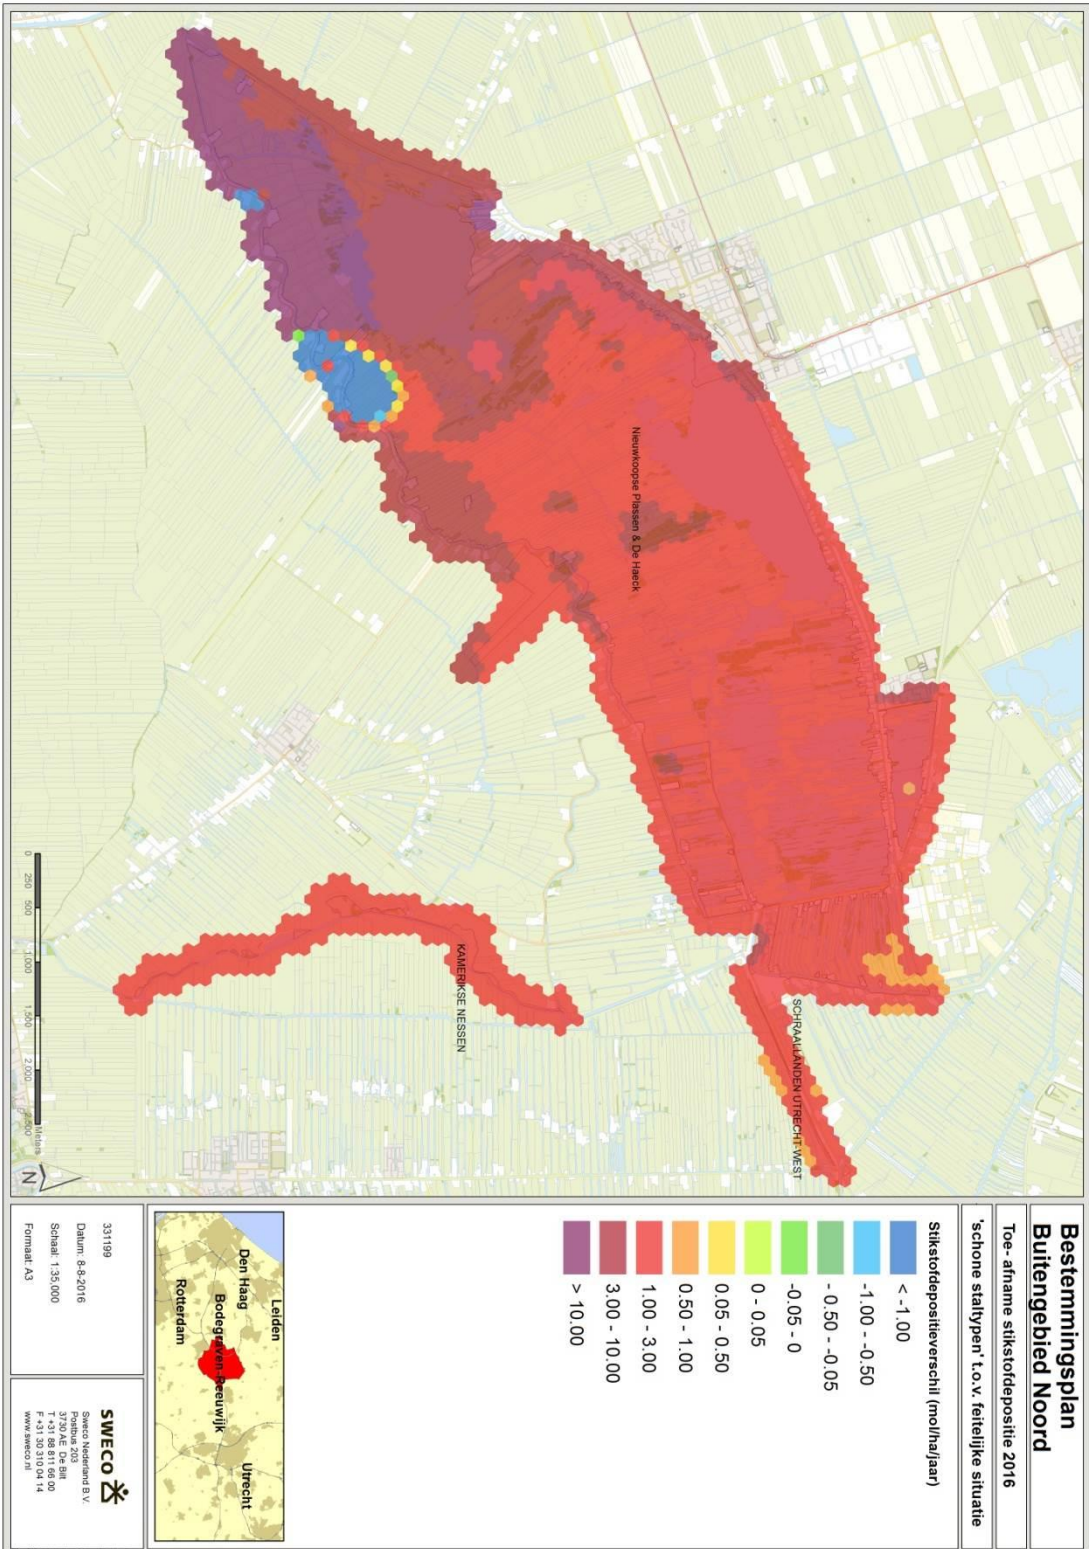 Bestemmingsplan
Buitengebied Noord
Toe- afname stikstofdepositie 2016
'schone staltypen' t.o.v. feitelijke situatie
Stikstofdepositieverschil (mol/ha/jaar)
< -1.00
-1.00 - -0.50
- 0.50 - -0.05
-0.05 - 0
0 - 0.05
0.05 - 0.50
0.50 - 1.00
1.00 - 3.00
3.00 - 10.00
> 10.00
Nieuwkoopse Plassen & De Haeck
SCHRAALLANDEN UTRECHT-WEST
KAMERIKSE NESSEN
0 250 500 1.000 1.500 2.000 2.500
Meters
N
Leiden
Den Haag
Utrecht
Bodegraven-Reeuwijk
Rotterdam
331199
Datum: 8-8-2016
Schaal: 1:35.000
Formaat: A3
SWECO
Sweco Nederland B.V.
Postbus 203
3730 AE De Bilt
T +31 88 811 66 00
F +31 30 310 04 14
www.sweco.nl